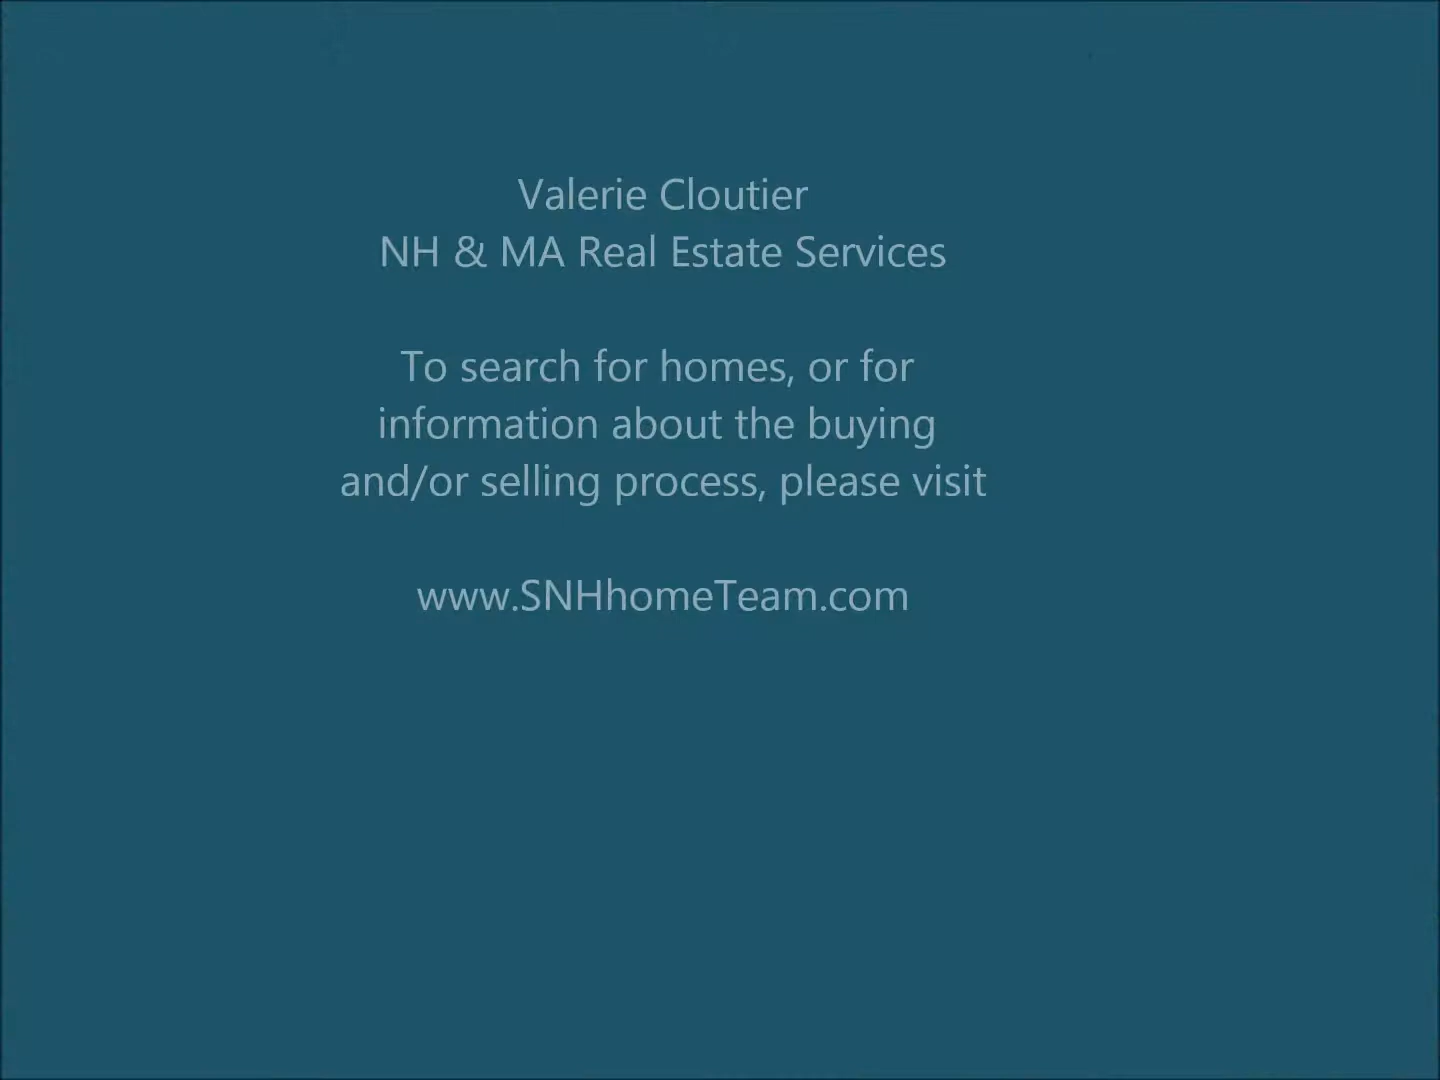 Valerie Cloutier
NH & MA Real Estate Services
To search for homes, or for
information about the buying
and/or selling process, please visit
www.SNHhomeTeam.com